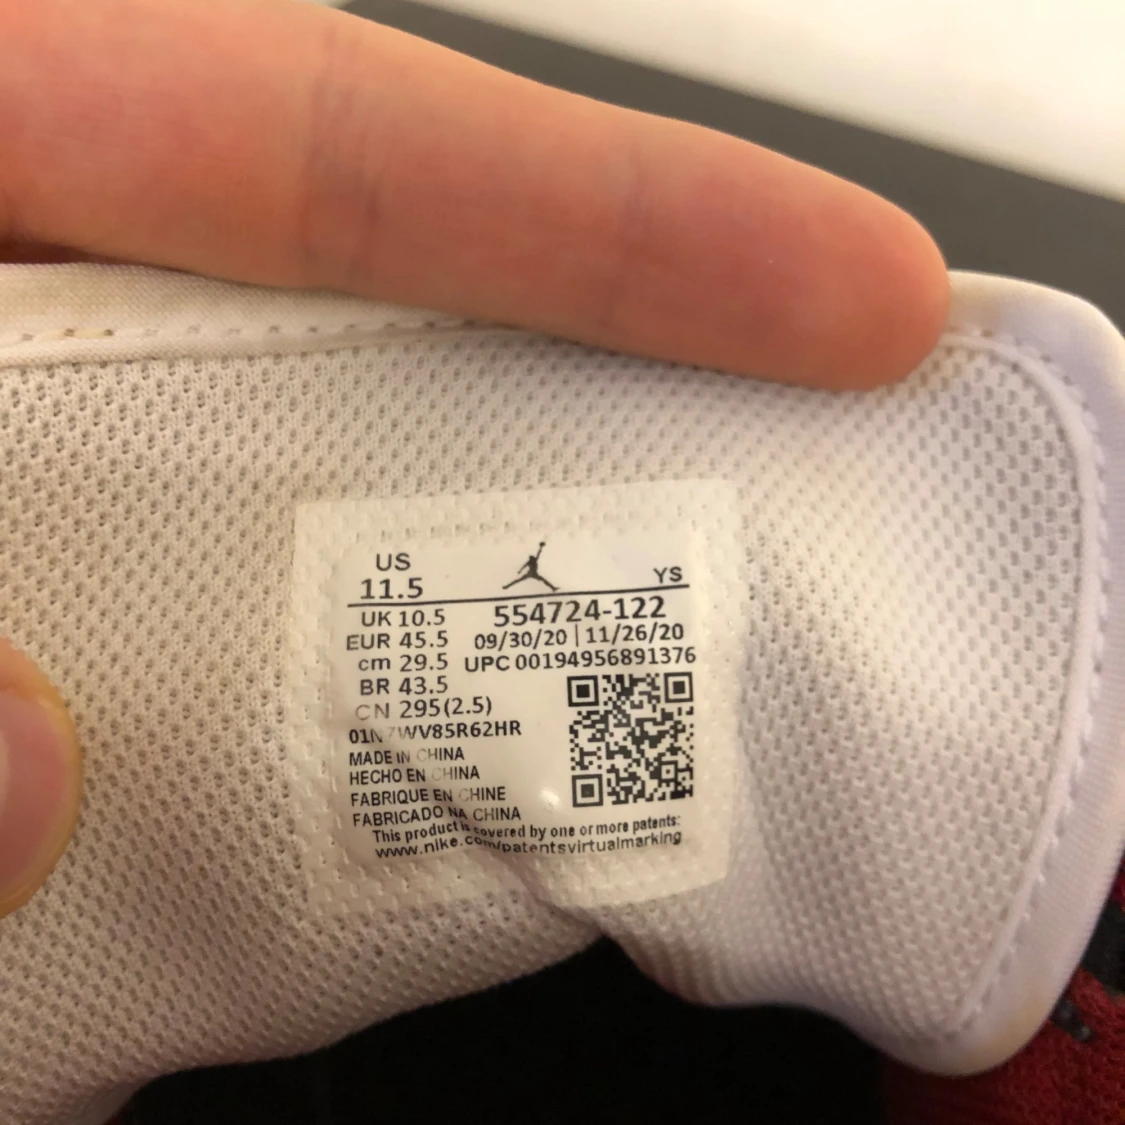 US
11.5
YS
UK 10.5
554724-122
EUR 45.5
09/30/20 | 11/26/20
cm 29.5
UPC 00194956891376
BR 43.5
CN 295(2.5)
MADE IN CHINA
HECHO EN CHINA
FABRIQUE EN CHINE
FABRICADO NA CHINA
This product is covered by one or more patents:
www.nike.com/patentsvirtualmarking